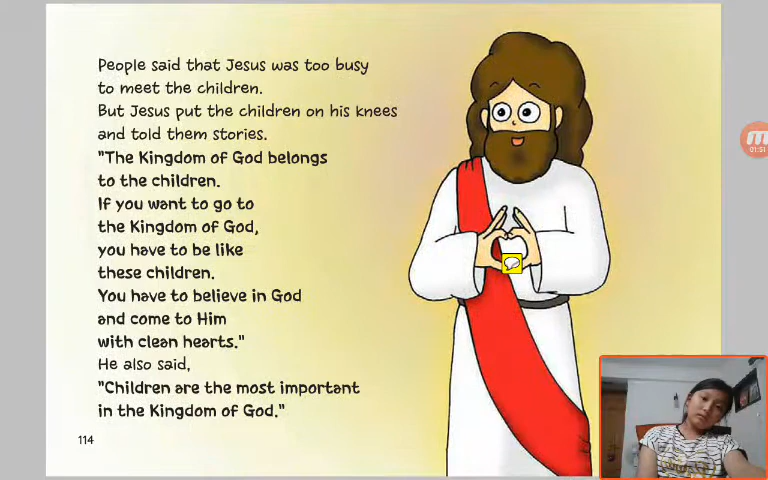 People said that Jesus was too busy
to meet the children.
But Jesus put the children on his knees
and told them stories.
"The Kingdom of God belongs
to the children.
If you want to go to
the Kingdom of God,
you have to be like
these children.
You have to believe in God
and come to Him
with clean hearts."
He also said,
"Children are the most important
in the Kingdom of God."
114
01:51